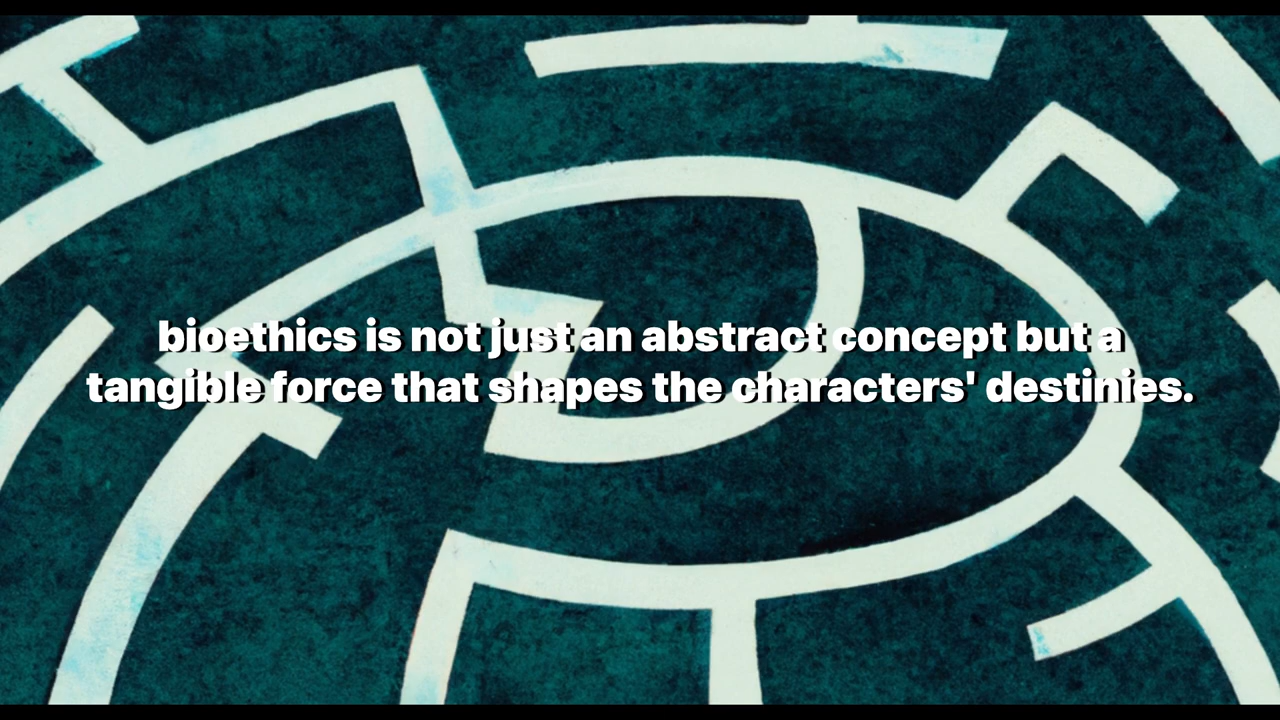 bioethics is not just an abstract concept but a
tangible force that shapes the characters' destinies.